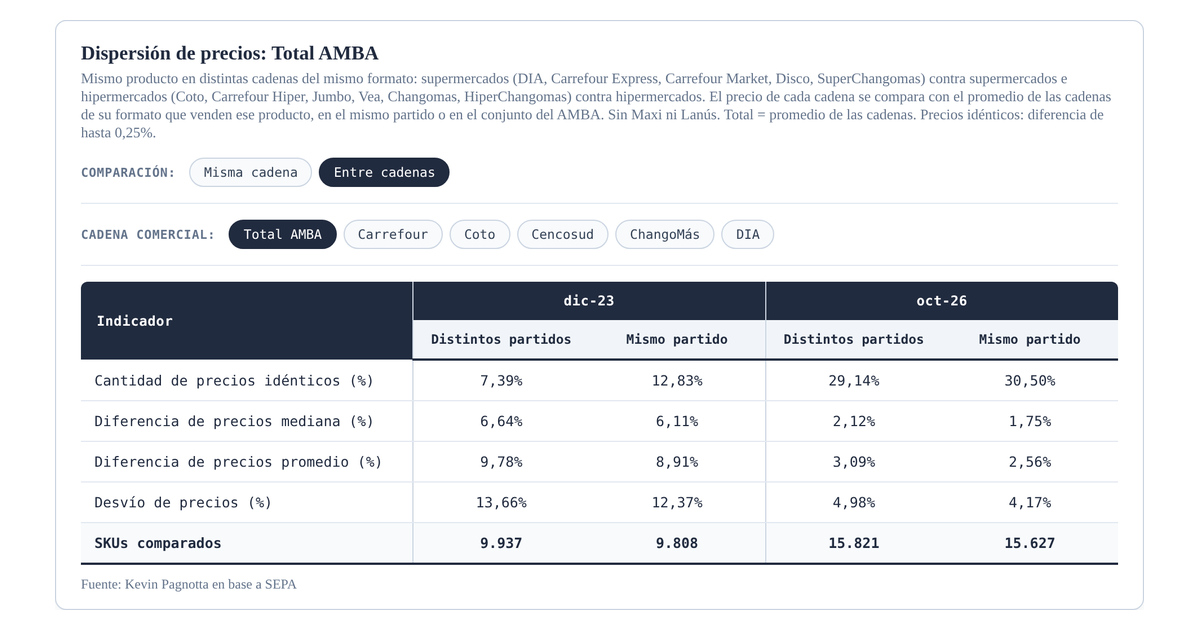 Dispersión de precios: Total AMBA
Mismo producto en distintas cadenas del mismo formato: supermercados (DIA, Carrefour Express, Carrefour Market, Disco, SuperChangomas) contra supermercados e
hipermercados (Coto, Carrefour Hiper, Jumbo, Vea, Changomas, HiperChangomas) contra hipermercados. El precio de cada cadena se compara con el promedio de las cadenas
de su formato que venden ese producto, en el mismo partido o en el conjunto del AMBA. Sin Maxi ni Lanús. Total = promedio de las cadenas. Precios idénticos: diferencia de
hasta 0,25%.
COMPARACIÓN: Misma cadena Entre cadenas
CADENA COMERCIAL: Total AMBA Carrefour Coto Cencosud ChangoMás DIA
Indicador dic-23 oct-26
Distintos partidos Mismo partido Distintos partidos Mismo partido
Cantidad de precios idénticos (%) 7,39% 12,83% 29,14% 30,50%
Diferencia de precios mediana (%) 6,64% 6,11% 2,12% 1,75%
Diferencia de precios promedio (%) 9,78% 8,91% 3,09% 2,56%
Desvío de precios (%) 13,66% 12,37% 4,98% 4,17%
SKUs comparados 9.937 9.808 15.821 15.627
Fuente: Kevin Pagnotta en base a SEPA